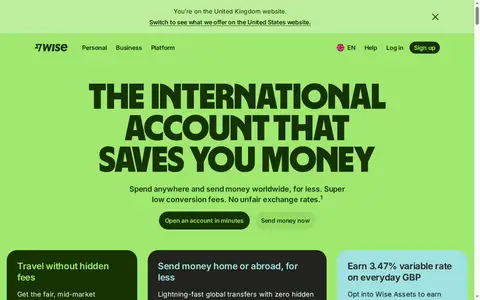 You're on the United Kingdom website.
Switch to see what we offer on the United States website.
WISE
Personal Business Platform
EN Help Log in Sign up
THE INTERNATIONAL
ACCOUNT THAT
SAVES YOU MONEY
Spend anywhere and send money worldwide, for less. Super
low conversion fees. No unfair exchange rates.¹
Open an account in minutes Send money now
Travel without hidden
fees
Get the fair, mid-market
Send money home or abroad, for
less
Lightning-fast global transfers with zero hidden
Earn 3.47% variable rate
on everyday GBP
Opt into Wise Assets to earn